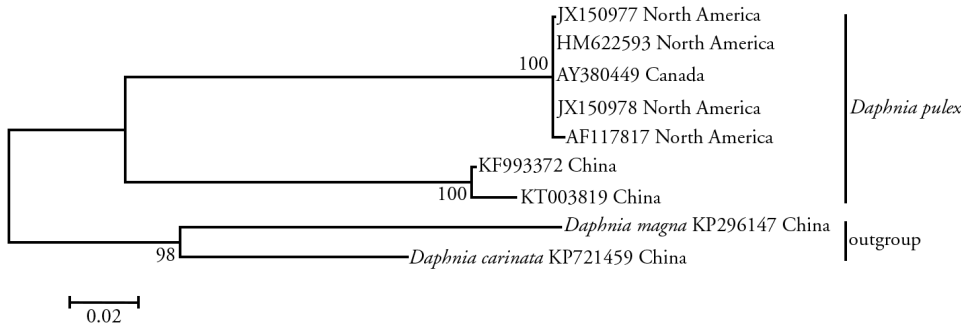 JX150977 North America
HM622593 North America
100
AY380449 Canada
JX150978 North America
Daphnia pulex
AF117817 North America
KF993372 China
100
KT003819 China
Daphnia magna KP296147 China
outgroup
98
Daphnia carinata KP721459 China
0.02